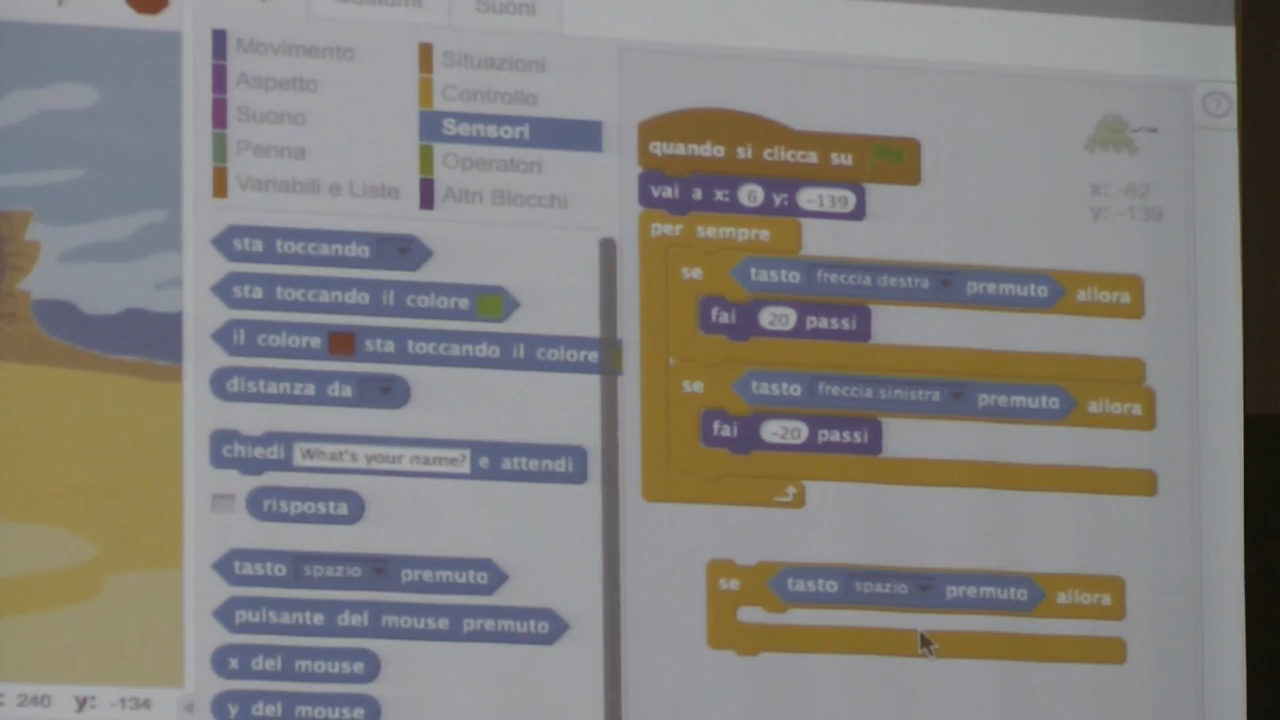 Costumi
Suoni
Movimento
Situazioni
Aspetto
Controllo
Suono
Sensori
Penna
Operatori
Variabili e Liste
Altri Blocchi
sta toccando
sta toccando il colore
il colore sta toccando il colore
distanza da
chiedi What's your name? e attendi
risposta
tasto spazio premuto
pulsante del mouse premuto
x del mouse
y del mouse
quando si clicca su
vai a x: 6 y: -139
per sempre
se tasto freccia destra premuto allora
fai 20 passi
se tasto freccia sinistra premuto allora
fai -20 passi
se tasto spazio premuto allora
?
x: -62
y: -139
: 240 y: -134